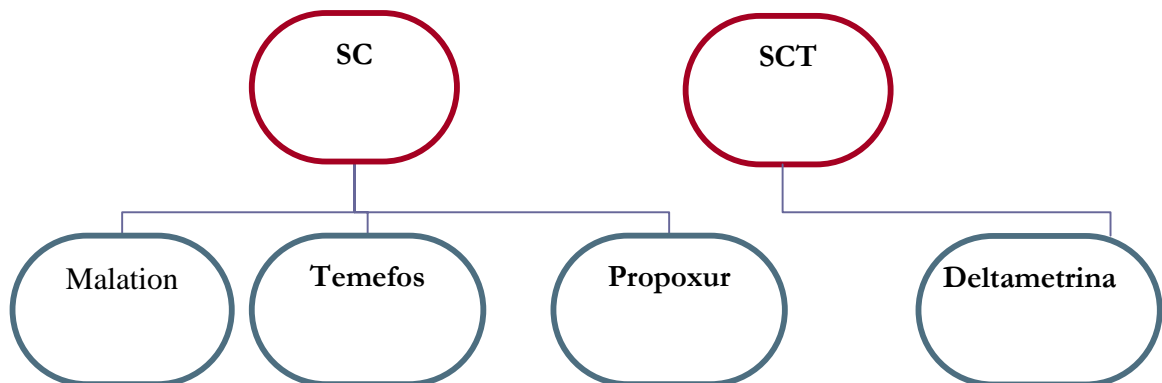 SC
SCT
Malation
Temefos
Propoxur
Deltametrina